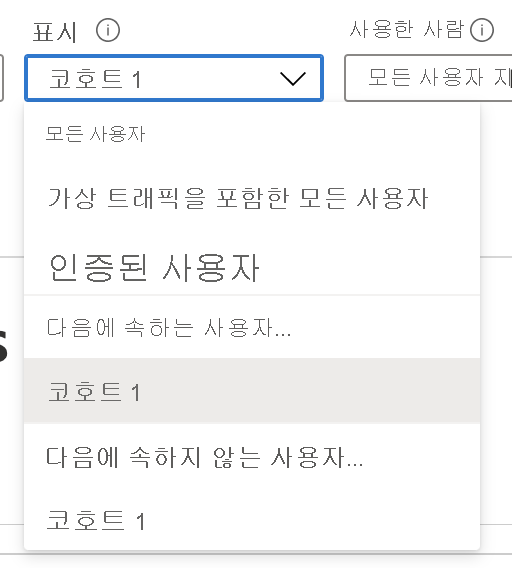 표시
사용한 사람
코호트 1
모든 사용자
모든 사용자
가상 트래픽을 포함한 모든 사용자
인증된 사용자
다음에 속하는 사용자...
코호트 1
다음에 속하지 않는 사용자...
코호트 1